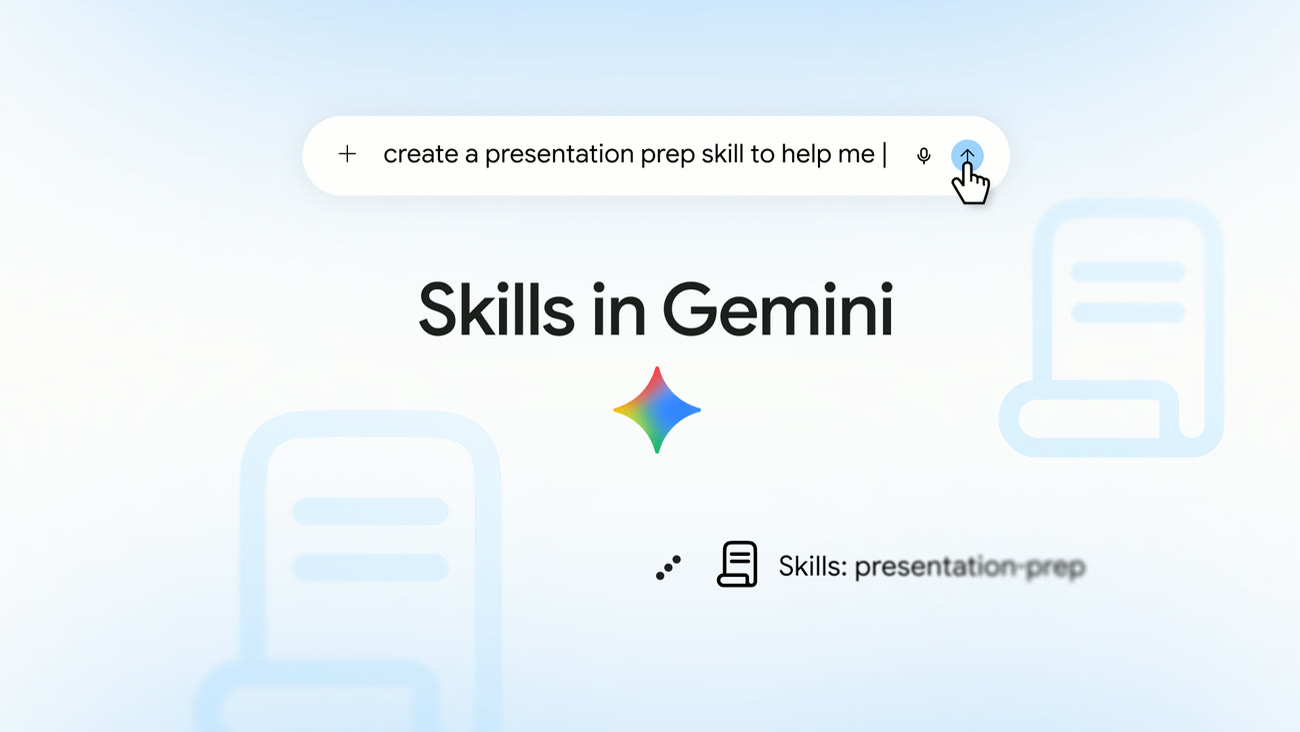 create a presentation prep skill to help me
Skills in Gemini
Skills: presentation-prep